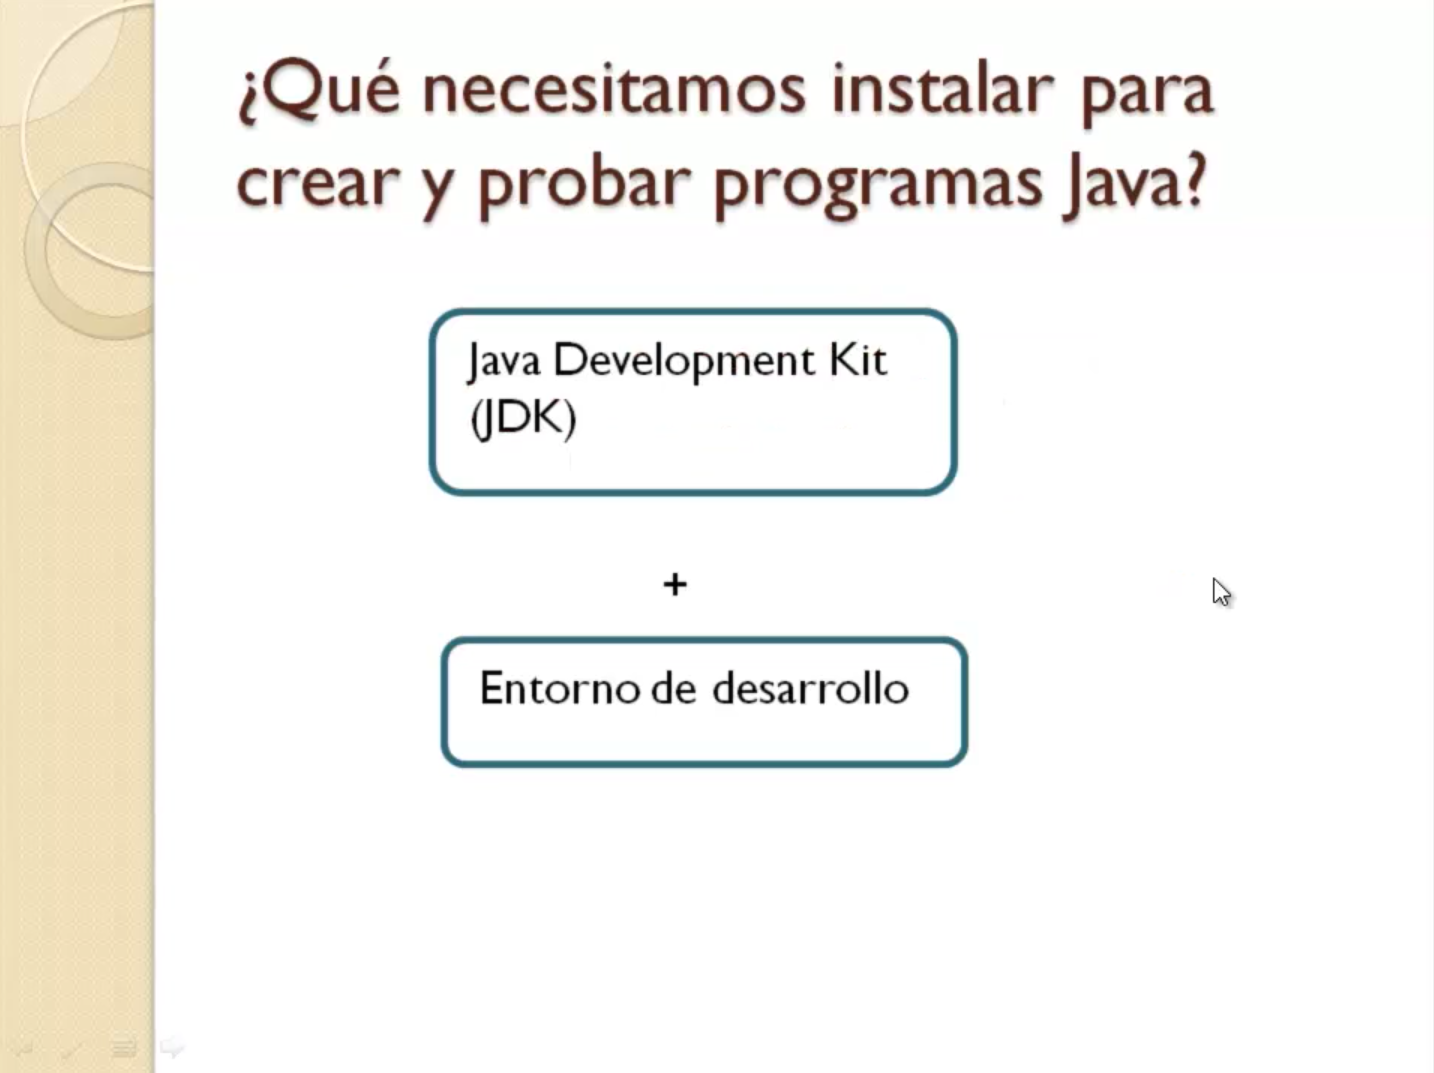 ¿Qué necesitamos instalar para
crear y probar programas Java?
Java Development Kit
(JDK)
+
Entorno de desarrollo